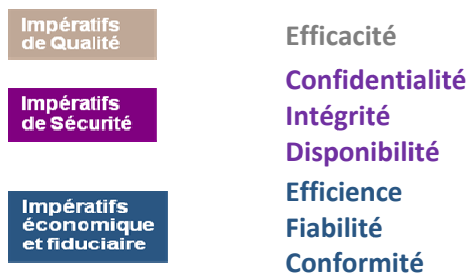 Impératifs
de Qualité
Efficacité
Impératifs
de Sécurité
Confidentialité
Intégrité
Disponibilité
Impératifs
économique
et fiduciaire
Efficience
Fiabilité
Conformité